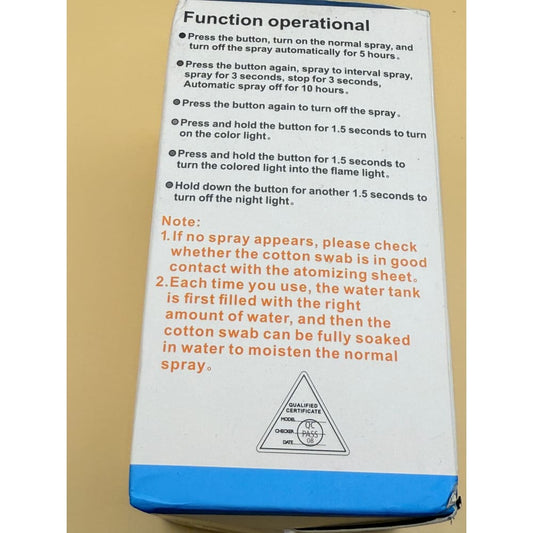 Function operational
Press the button, turn on the normal spray, and
turn off the spray automatically for 5 hours。
Press the button again, spray to interval spray,
spray for 3 seconds, stop for 3 seconds,
Automatic spray off for 10 hours。
Press the button again to turn off the spray。
Press and hold the button for 1.5 seconds to turn
on the color light。
Press and hold the button for 1.5 seconds to
turn the colored light into the flame light。
Hold down the button for another 1.5 seconds to
turn off the night light。
Note:
1. If no spray appears, please check
whether the cotton swab is in good
contact with the atomizing sheet。
2. Each time you use, the water tank
is first filled with the right
amount of water, and then the
cotton swab can be fully soaked
in water to moisten the normal
spray。
QUALIFIED
CERTIFICATE
MODEL
CHECKER
DATE
QC
PASS
08